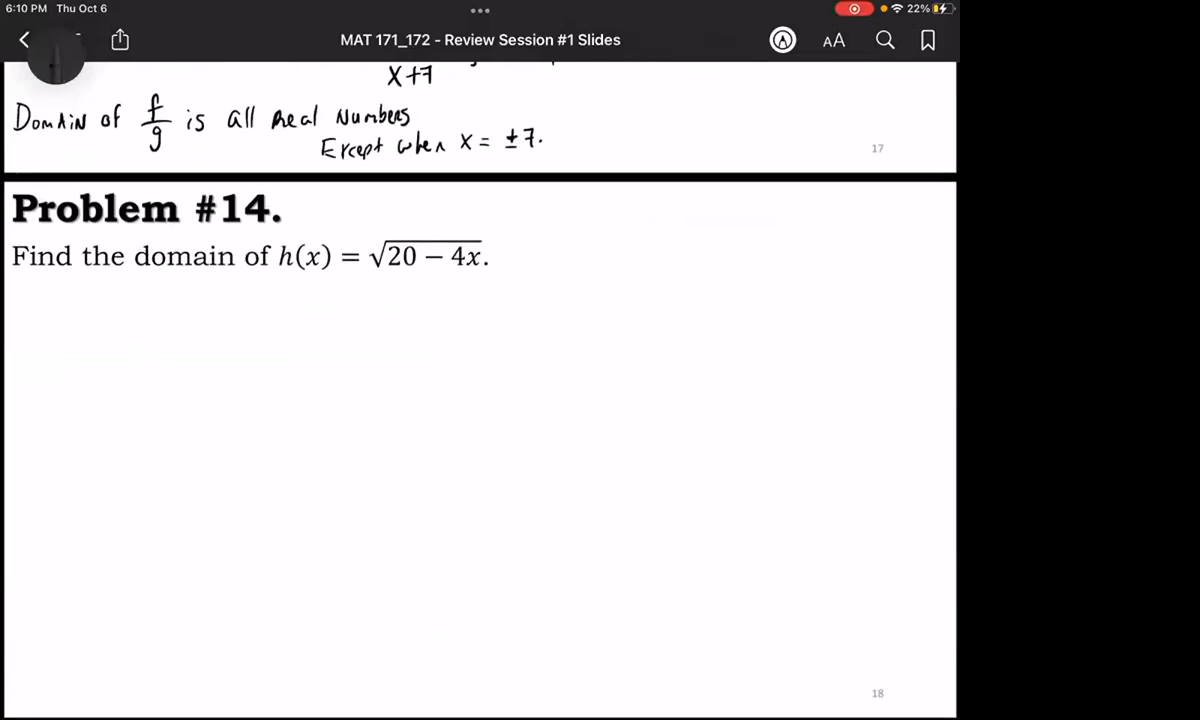 6:10 PM Thu Oct 6
22%
MAT 171_172 - Review Session #1 Slides
AA
x+7
Domain of f/g is all real Numbers
Except when x = ±7.
17
Problem #14.
Find the domain of h(x) = √20 − 4x.
18